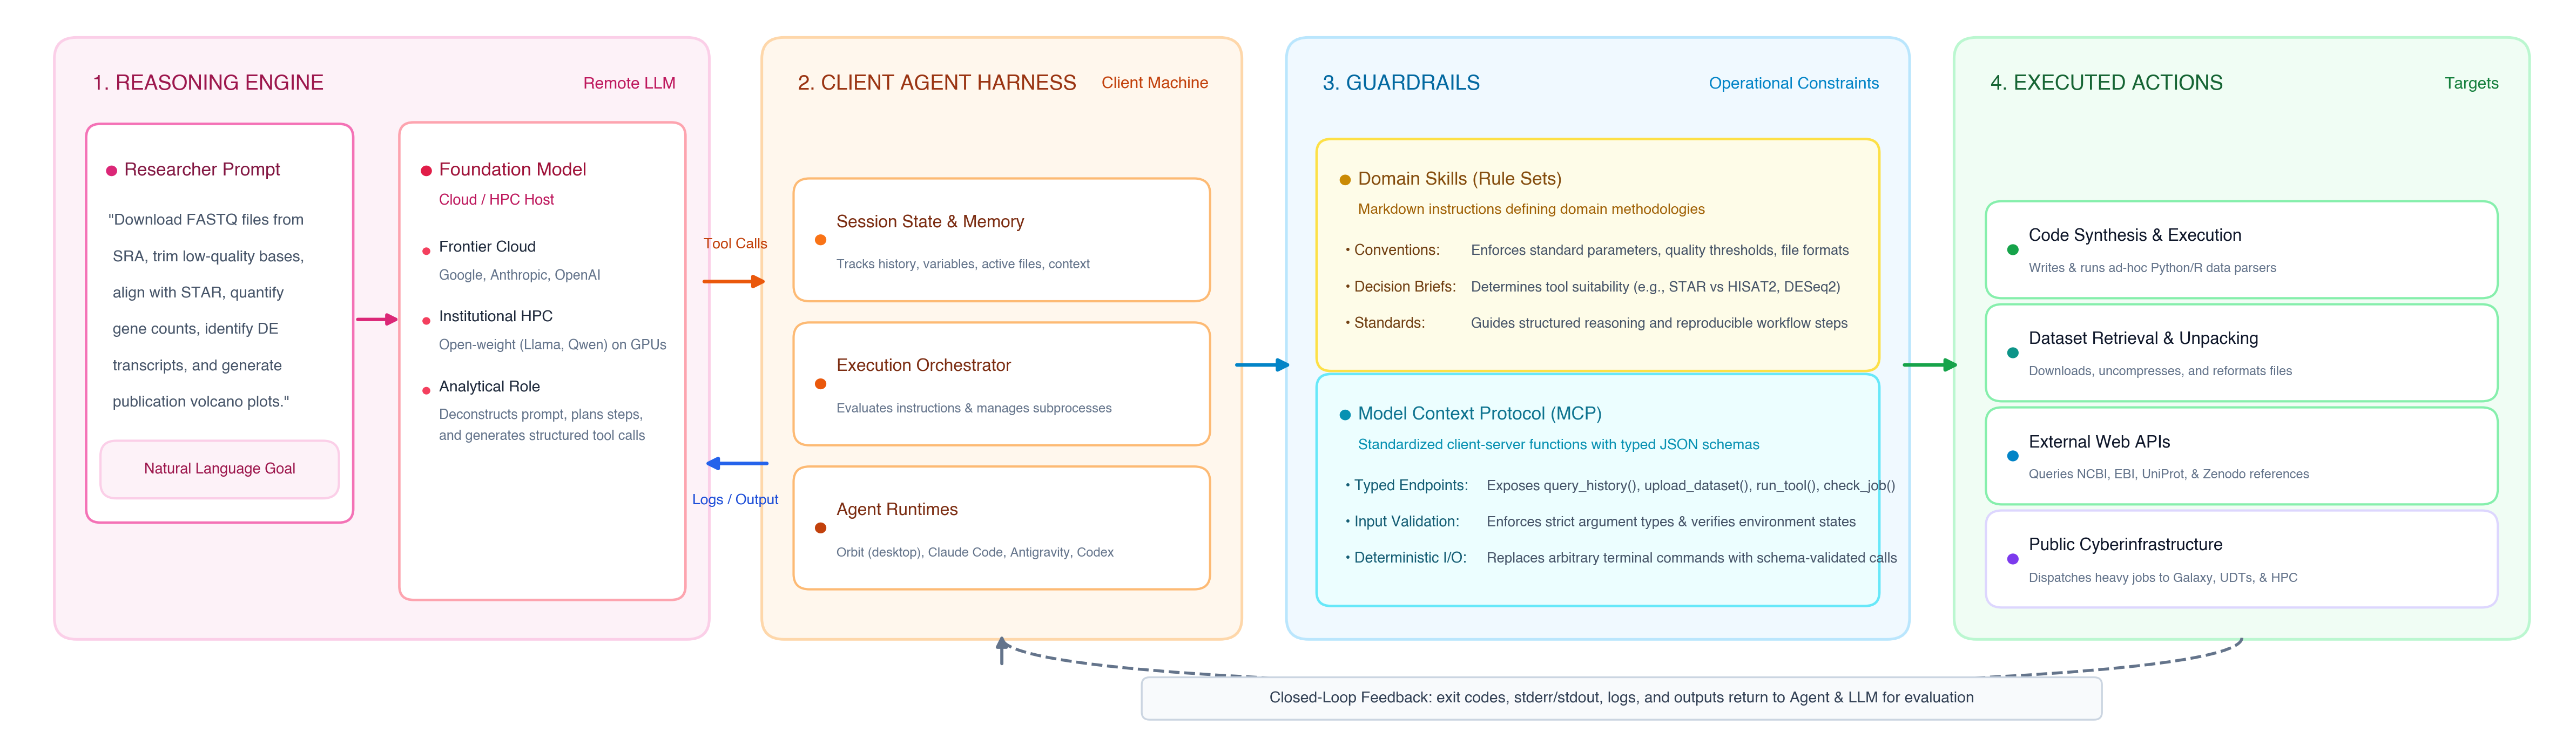 1. REASONING ENGINE
Remote LLM
Researcher Prompt
"Download FASTQ files from
SRA, trim low-quality bases,
align with STAR, quantify
gene counts, identify DE
transcripts, and generate
publication volcano plots."
Natural Language Goal
Foundation Model
Cloud / HPC Host
Frontier Cloud
Google, Anthropic, OpenAI
Institutional HPC
Open-weight (Llama, Qwen) on GPUs
Analytical Role
Deconstructs prompt, plans steps,
and generates structured tool calls
Tool Calls
Logs / Output
2. CLIENT AGENT HARNESS
Client Machine
Session State & Memory
Tracks history, variables, active files, context
Execution Orchestrator
Evaluates instructions & manages subprocesses
Agent Runtimes
Orbit (desktop), Claude Code, Antigravity, Codex
3. GUARDRAILS
Operational Constraints
Domain Skills (Rule Sets)
Markdown instructions defining domain methodologies
• Conventions: Enforces standard parameters, quality thresholds, file formats
• Decision Briefs: Determines tool suitability (e.g., STAR vs HISAT2, DESeq2)
• Standards: Guides structured reasoning and reproducible workflow steps
Model Context Protocol (MCP)
Standardized client-server functions with typed JSON schemas
• Typed Endpoints: Exposes query_history(), upload_dataset(), run_tool(), check_job()
• Input Validation: Enforces strict argument types & verifies environment states
• Deterministic I/O: Replaces arbitrary terminal commands with schema-validated calls
4. EXECUTED ACTIONS
Targets
Code Synthesis & Execution
Writes & runs ad-hoc Python/R data parsers
Dataset Retrieval & Unpacking
Downloads, uncompresses, and reformats files
External Web APIs
Queries NCBI, EBI, UniProt, & Zenodo references
Public Cyberinfrastructure
Dispatches heavy jobs to Galaxy, UDTs, & HPC
Closed-Loop Feedback: exit codes, stderr/stdout, logs, and outputs return to Agent & LLM for evaluation